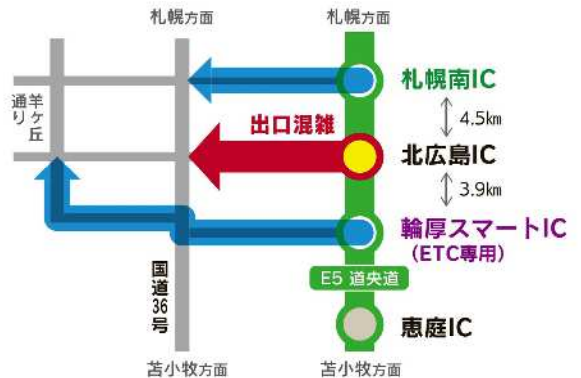 札幌方面
札幌方面
札幌南IC
羊ヶ丘
通り
4.5km
出口混雑
北広島IC
3.9km
輪厚スマートIC
(ETC専用)
国道36号
E5 道央道
恵庭IC
苫小牧方面
苫小牧方面